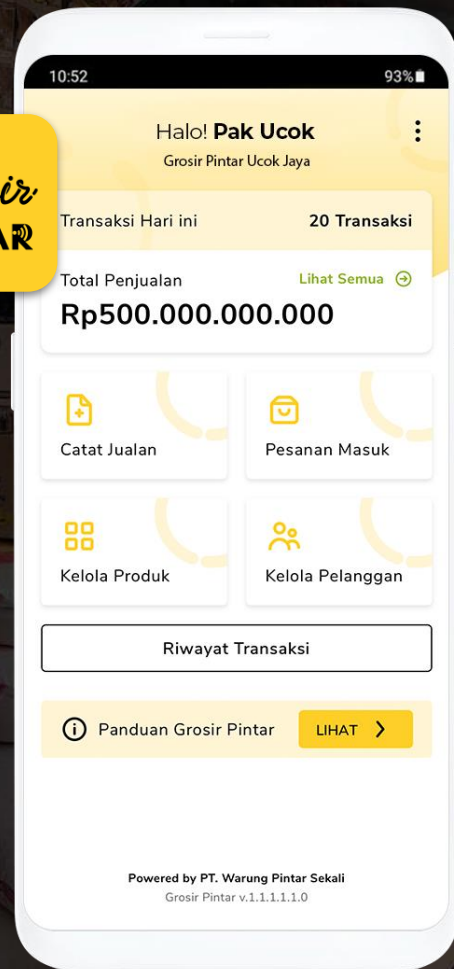 10:52 93%
Halo! Pak Ucok
Grosir Pintar Ucok Jaya
Transaksi Hari ini 20 Transaksi
Total Penjualan Lihat Semua
Rp500.000.000.000
Catat Jualan Pesanan Masuk
Kelola Produk Kelola Pelanggan
Riwayat Transaksi
Panduan Grosir Pintar LIHAT
Powered by PT. Warung Pintar Sekali
Grosir Pintar v.1.1.1.1.1.0